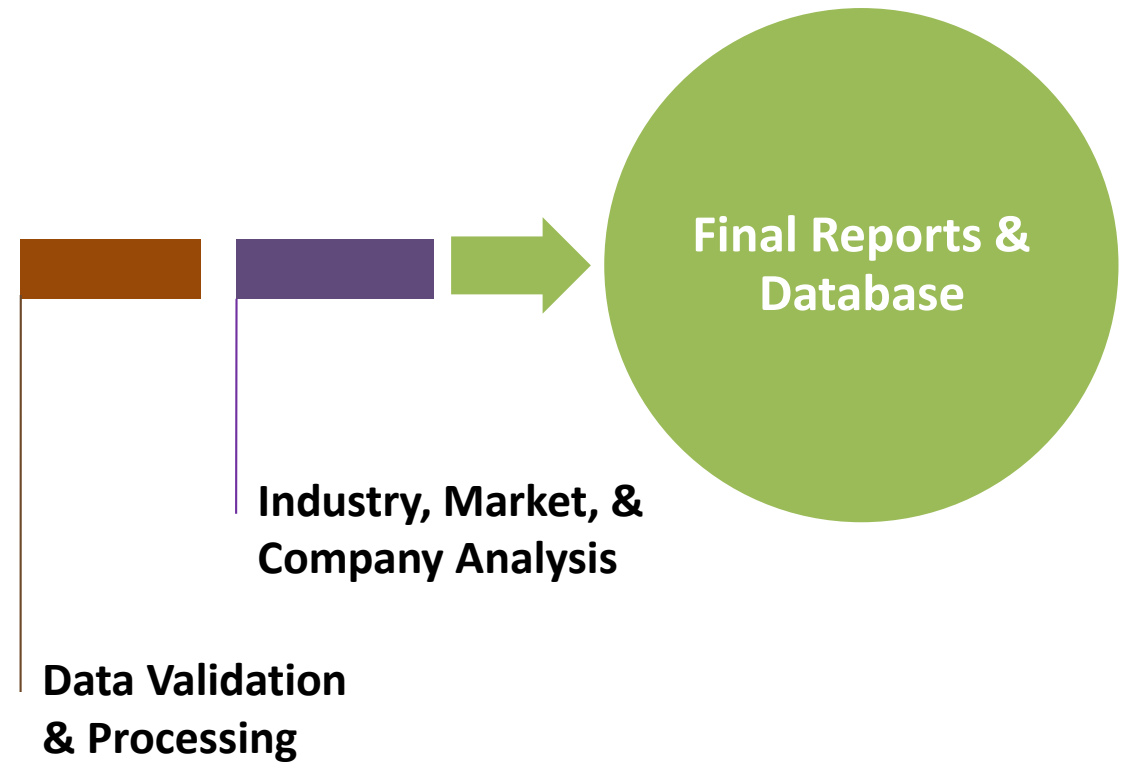 Final Reports &
Database
Industry, Market, &
Company Analysis
Data Validation
& Processing